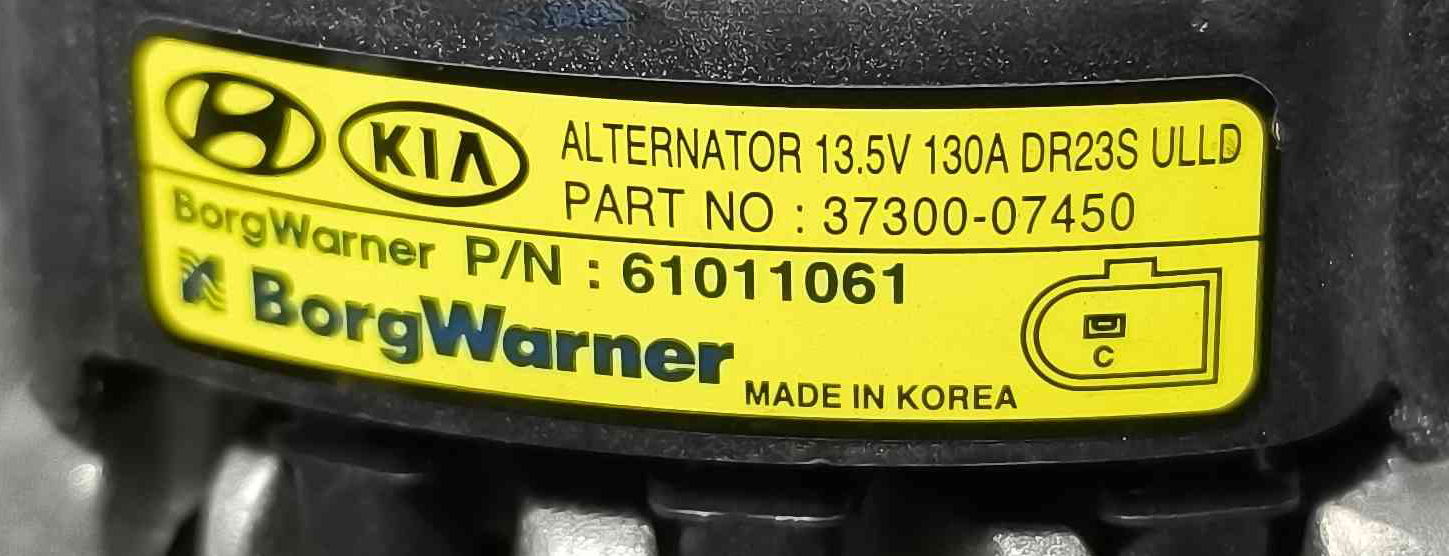 KIA
ALTERNATOR 13.5V 130A DR23S ULLD
PART NO : 37300-07450
BorgWarner P/N : 61011061
BorgWarner
MADE IN KOREA
C